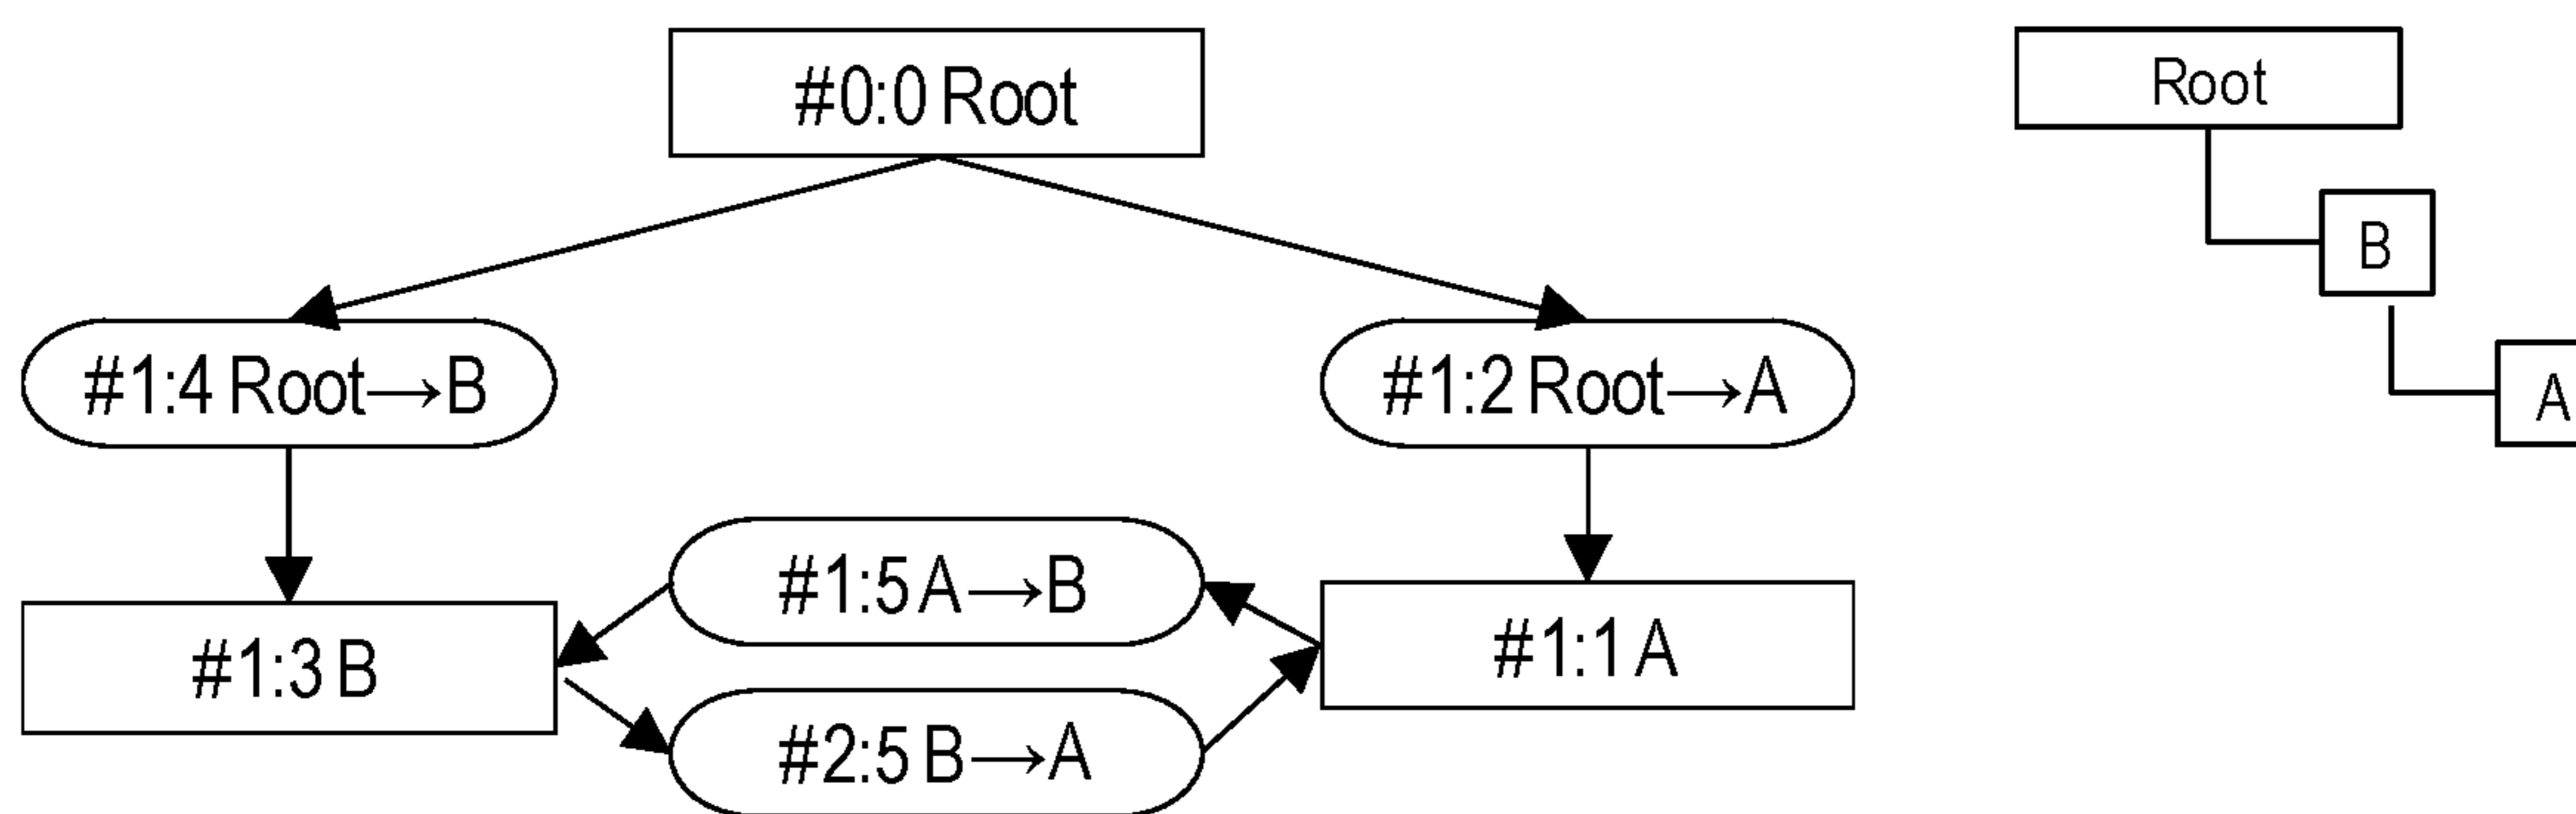 #0:0 Root
Root
B
#1:4 Root→B
#1:2 Root→A
A
#1:5 A→B
#1:3 B
#1:1 A
#2:5 B→A